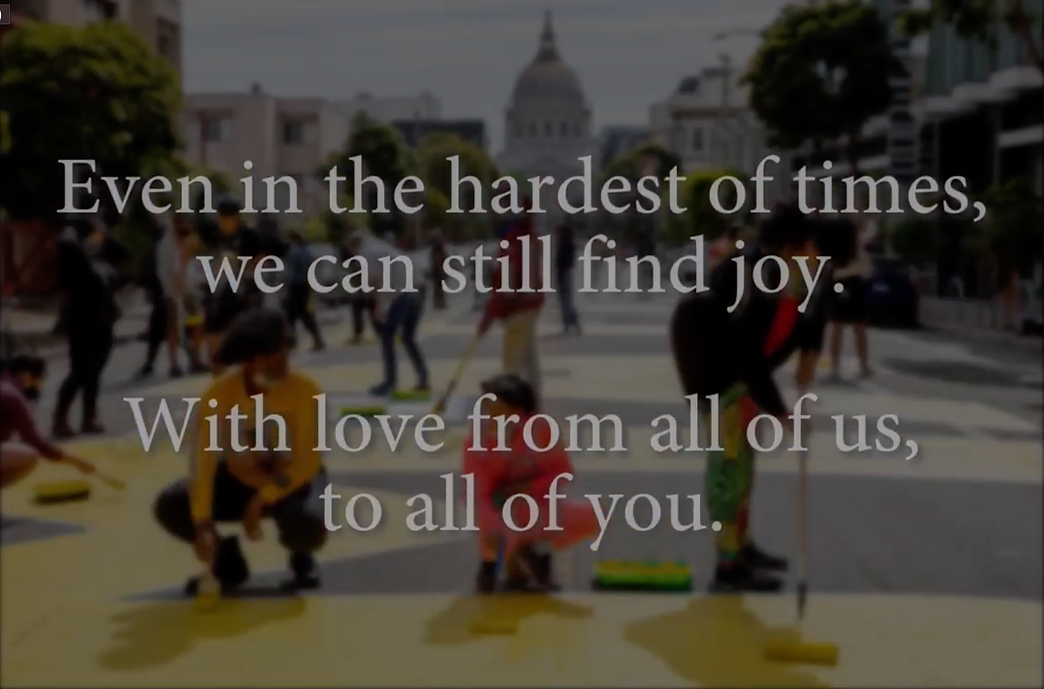 Even in the hardest of times,
we can still find joy.
With love from all of us,
to all of you.